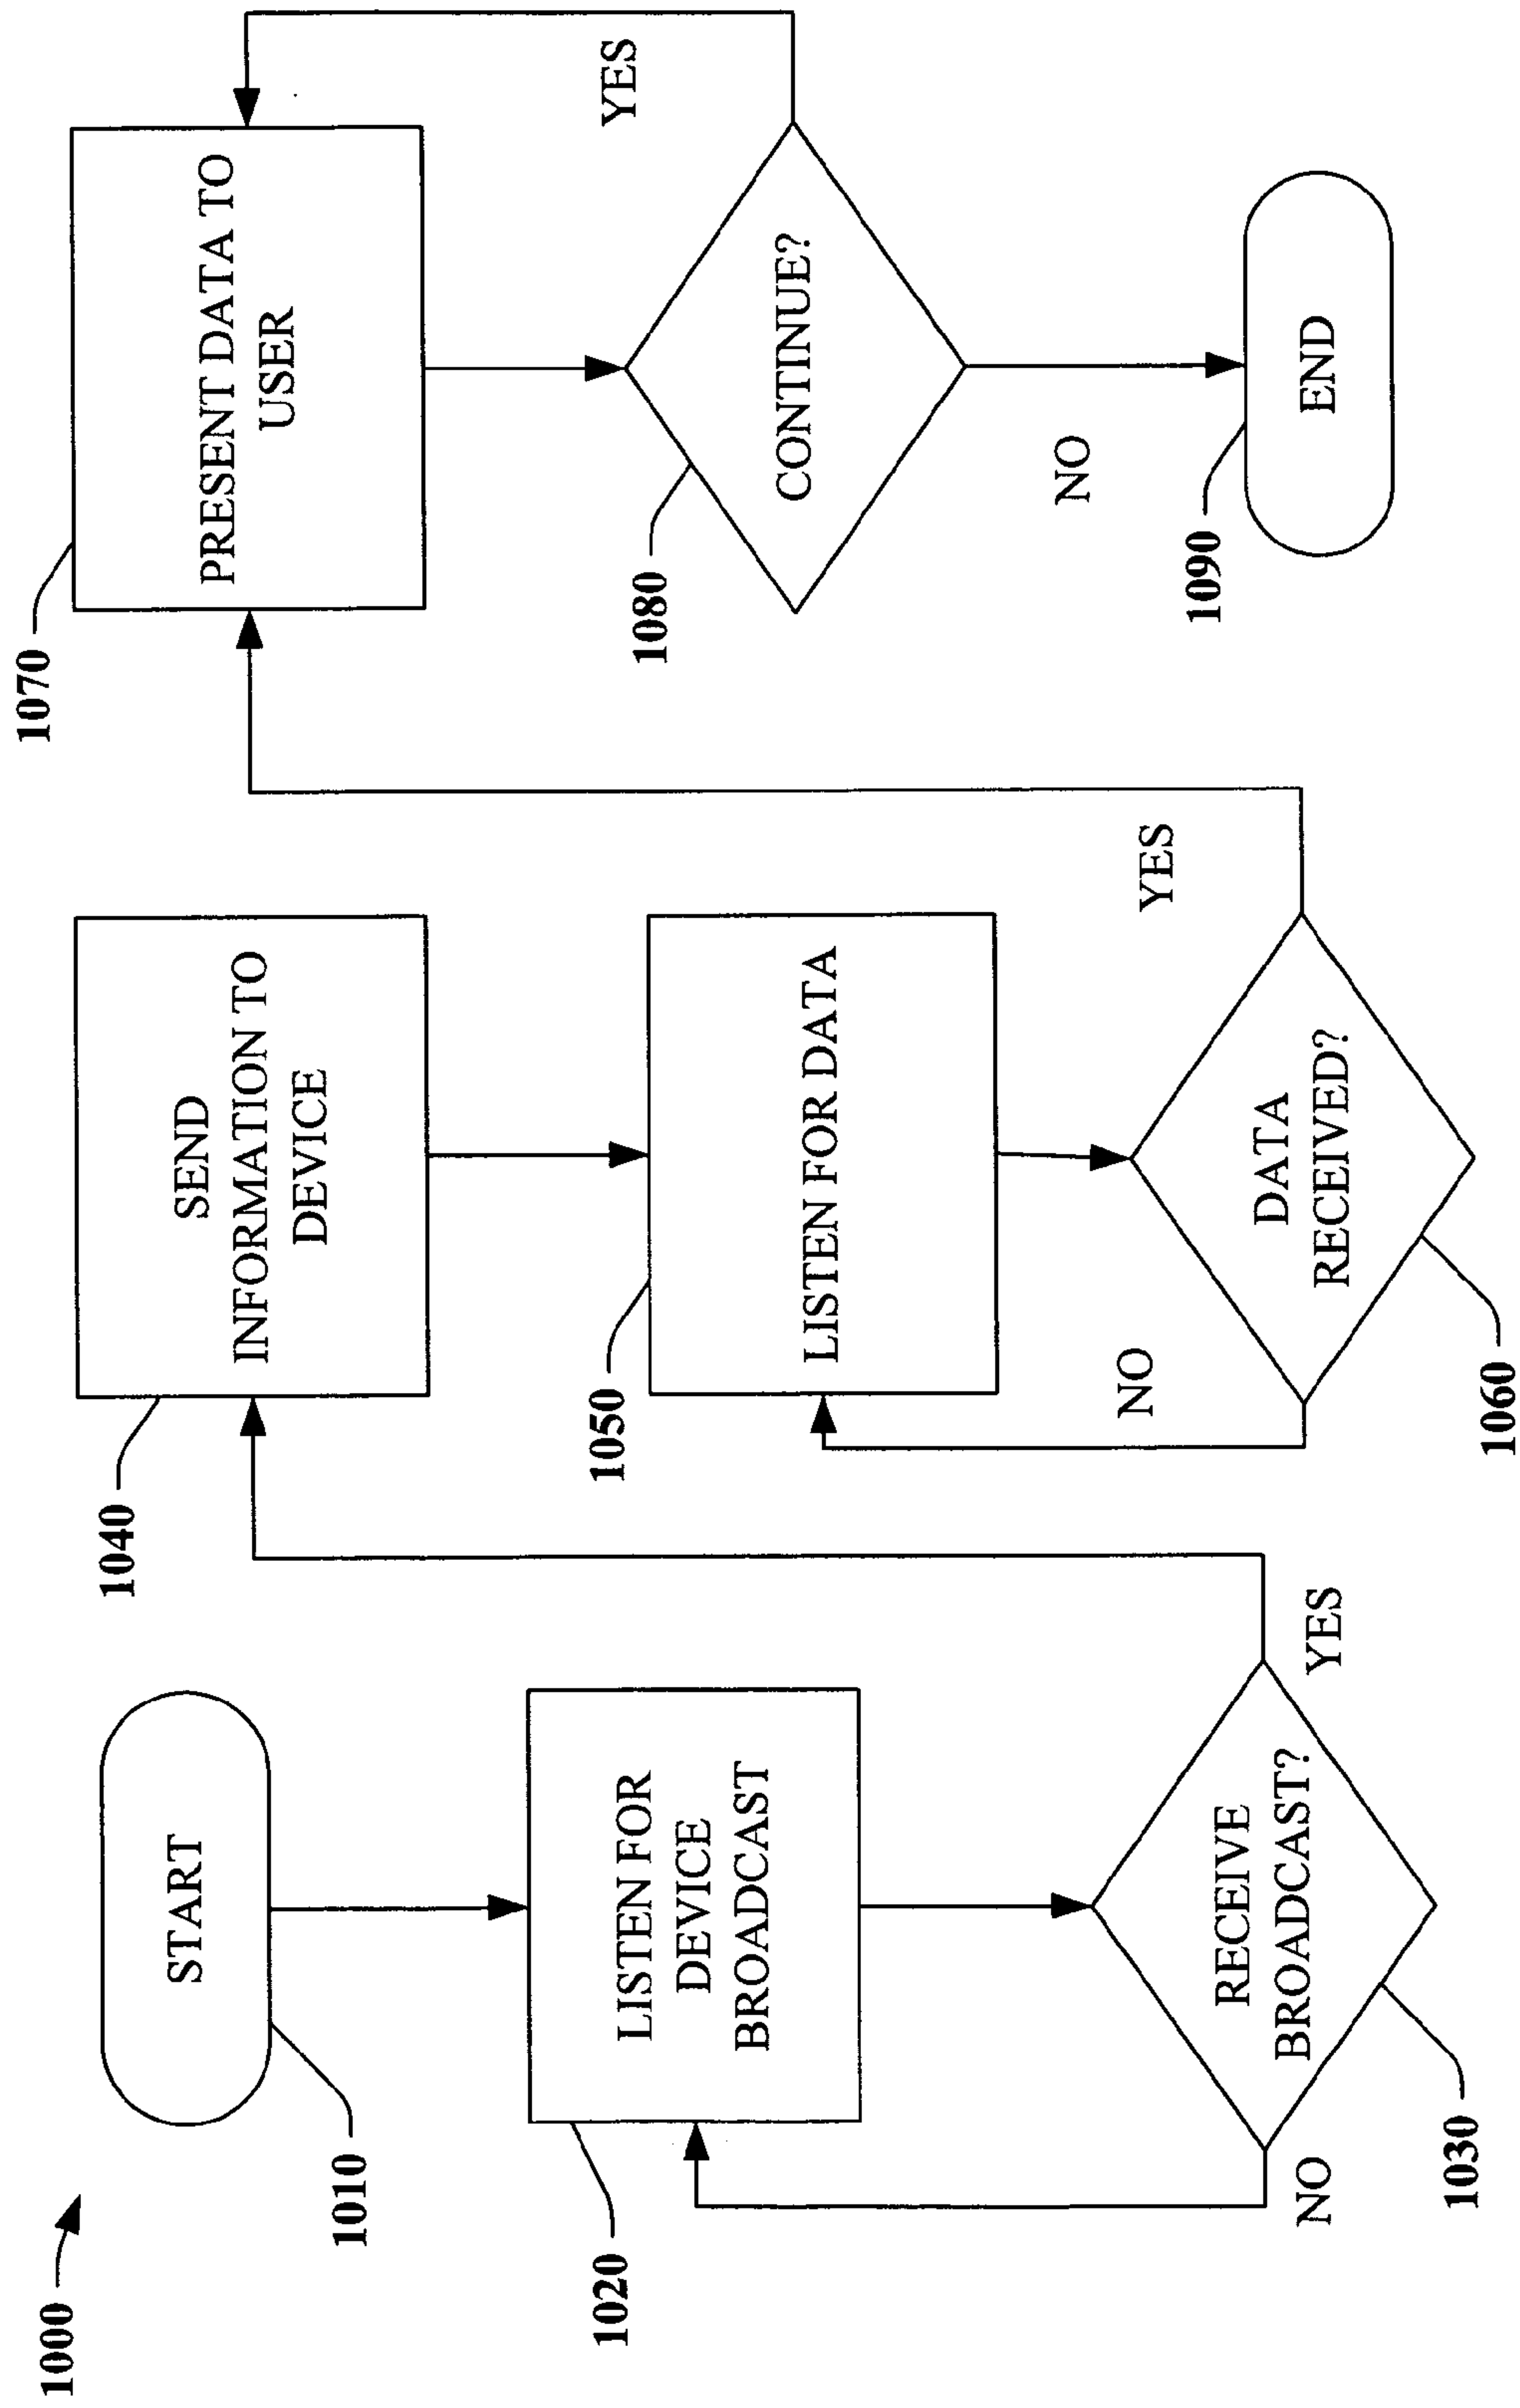 1000
1010
START
1020
LISTEN FOR
DEVICE
BROADCAST
RECEIVE
BROADCAST?
NO
YES
1030
1040
SEND
INFORMATION TO
DEVICE
1050
LISTEN FOR DATA
NO
DATA
RECEIVED?
YES
1060
1070
PRESENT DATA TO
USER
YES
1080
CONTINUE?
NO
1090
END